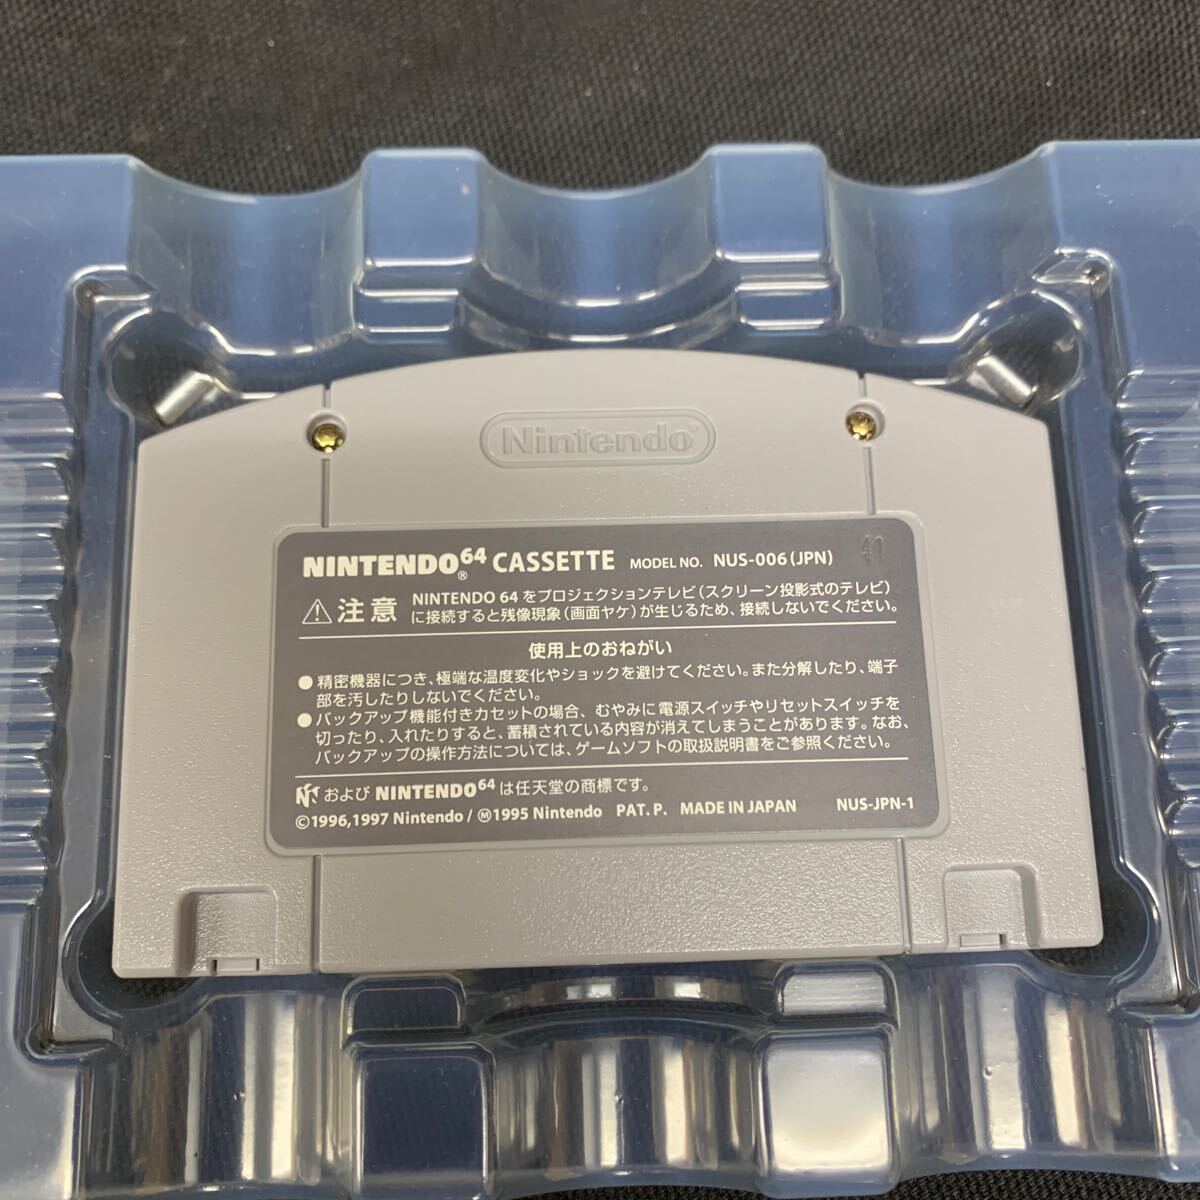 Nintendo®
NINTENDO64® CASSETTE MODEL NO. NUS-006(JPN) 41
注意 NINTENDO 64 をプロジェクションテレビ(スクリーン投影式のテレビ)
に接続すると残像現象(画面ヤケ)が生じるため、接続しないでください。
使用上のおねがい
●精密機器につき、極端な温度変化やショックを避けてください。また分解したり、端子
部を汚したりしないでください。
●バックアップ機能付きカセットの場合、むやみに電源スイッチやリセットスイッチを
切ったり、入れたりすると、蓄積されている内容が消えてしまうことがあります。なお、
バックアップの操作方法については、ゲームソフトの取扱説明書をご参照ください。
および NINTENDO64 は任天堂の商標です。
©1996,1997 Nintendo / Ⓜ1995 Nintendo PAT. P. MADE IN JAPAN NUS-JPN-1